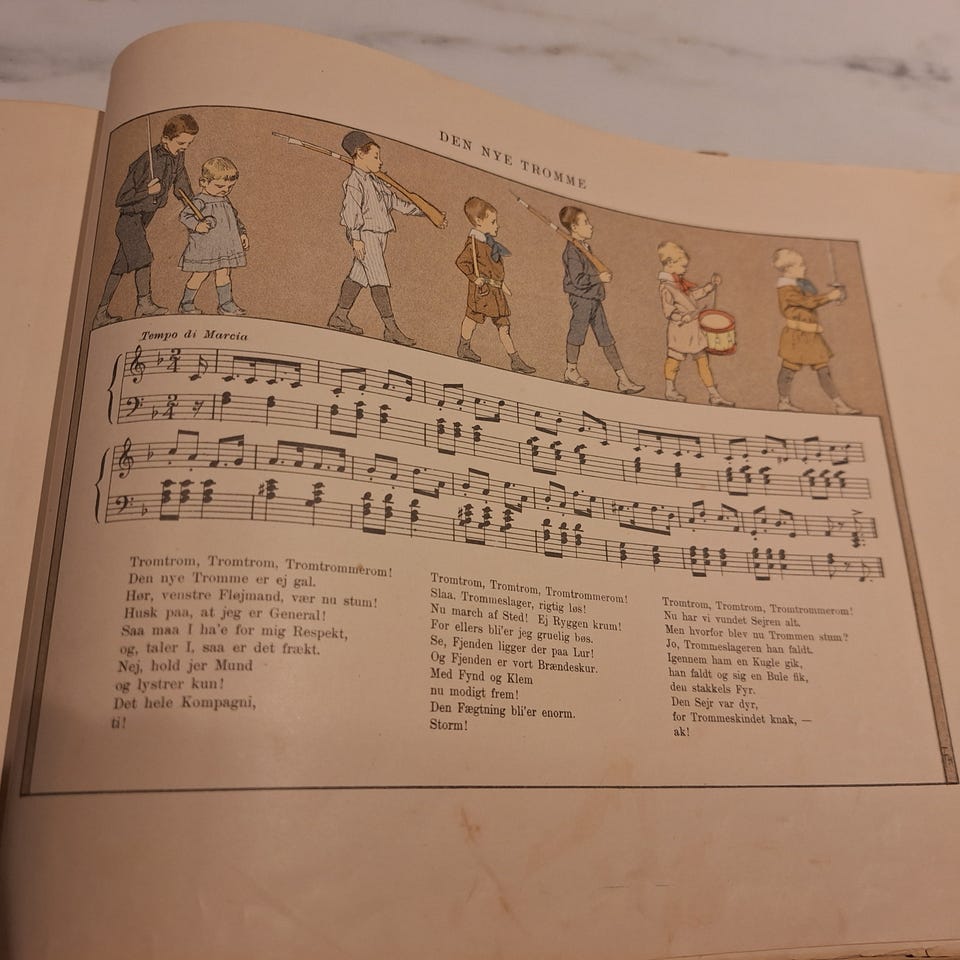 DEN NYE TROMME
Tempo di Marcia
Tromtrom, Tromtrom, Tromtrommerom!
Den nye Tromme er ej gal.
Hør, venstre Fløjmand, vær nu stum!
Husk paa, at jeg er General!
Saa maa I ha'e for mig Respekt,
og, taler I, saa er det frækt.
Nej, hold jer Mund
og lystrer kun!
Det hele Kompagni,
ti!
Tromtrom, Tromtrom, Tromtrommerom!
Slaa, Trommeslager, rigtig løs!
Nu march af Sted! Ej Ryggen krum!
For ellers bli'er jeg gruelig bøs.
Se, Fjenden ligger der paa Lur!
Og Fjenden er vort Brændeskur.
Med Fynd og Klem
nu modigt frem!
Den Fægtning bli'er enorm.
Storm!
Tromtrom, Tromtrom, Tromtrommerom!
Nu har vi vundet Sejren alt.
Men hvorfor blev nu Trommen stum?
Jo, Trommeslageren han faldt.
Igennem ham en Kugle gik,
han faldt og sig en Bule fik,
den stakkels Fyr.
Den Sejr var dyr,
for Trommeskindet knak, —
ak!